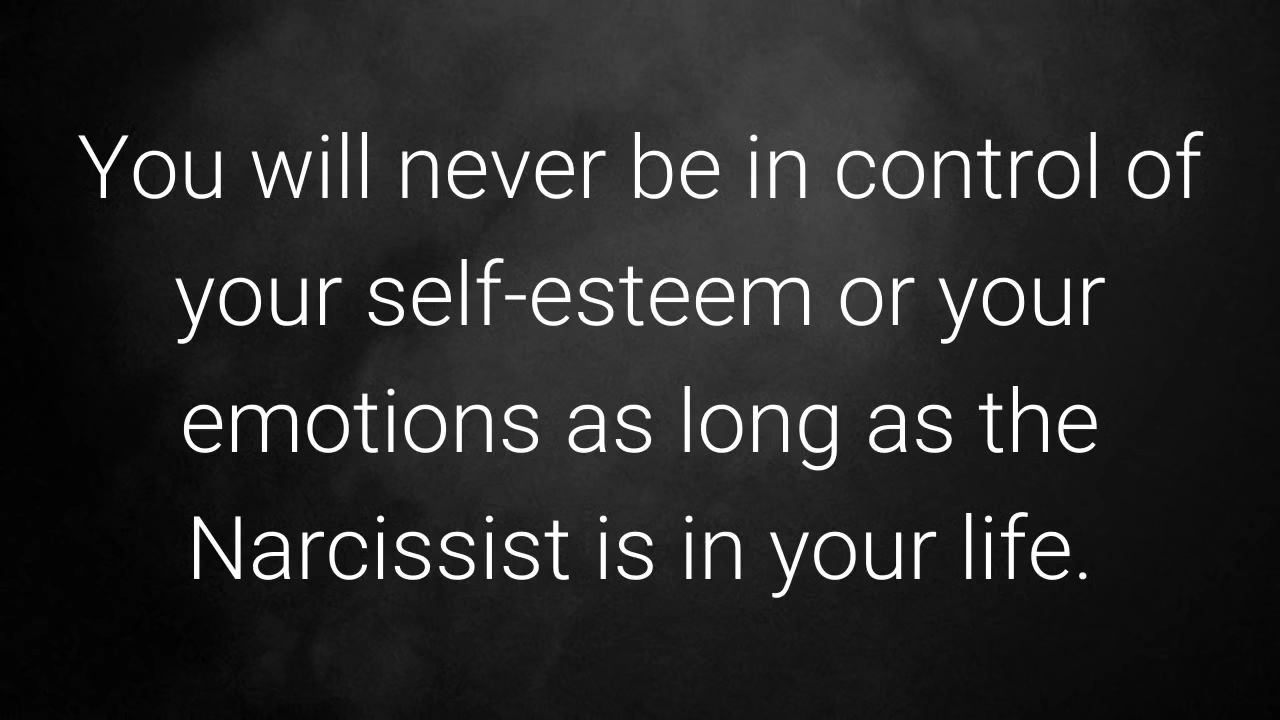 You will never be in control of
your self-esteem or your
emotions as long as the
Narcissist is in your life.